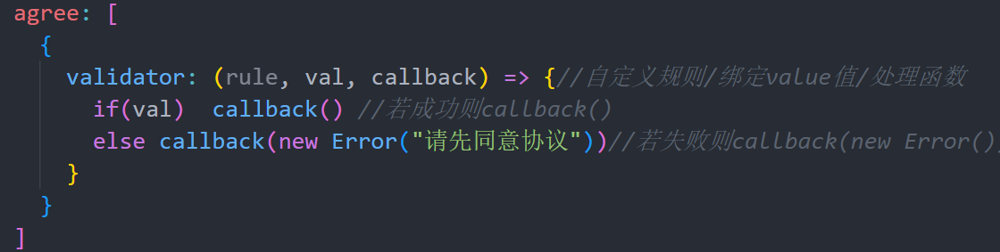 agree: [
{
validator: (rule, val, callback) => {//自定义规则/绑定value值/处理函数
if(val)  callback() //若成功则callback()
else callback(new Error("请先同意协议"))//若失败则callback(new Error()
}
}
]